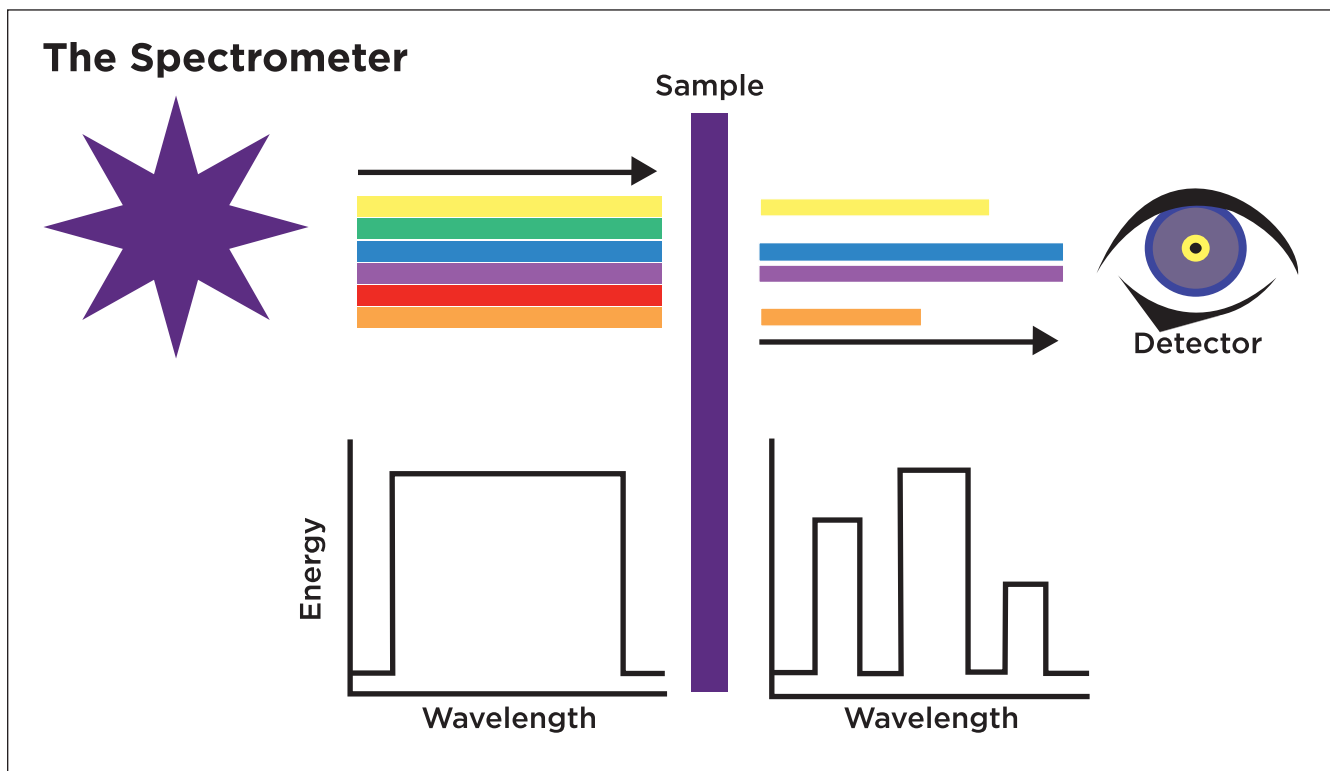 The Spectrometer
Sample
Detector
Energy
Wavelength
Wavelength